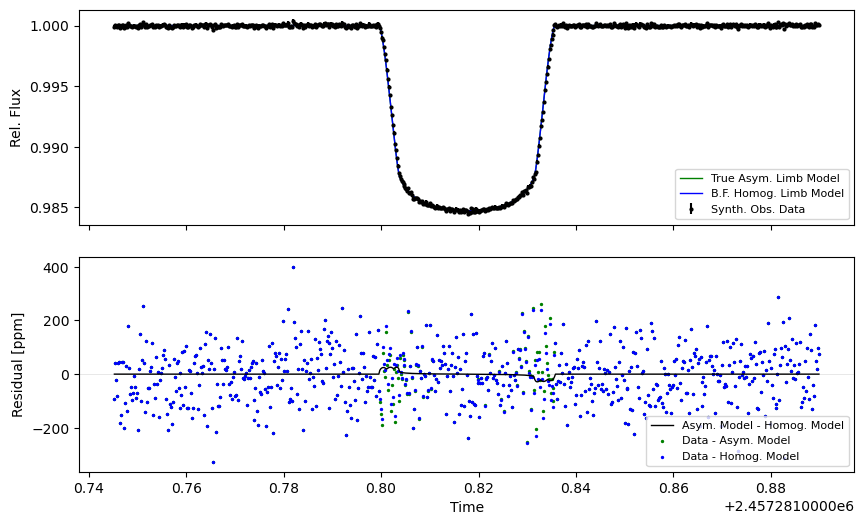 1.000
0.995
0.990
0.985
Rel. Flux
True Asym. Limb Model
B.F. Homog. Limb Model
Synth. Obs. Data
400
200
0
−200
Residual [ppm]
Asym. Model - Homog. Model
Data - Asym. Model
Data - Homog. Model
0.74 0.76 0.78 0.80 0.82 0.84 0.86 0.88
Time
+2.4572810000e6